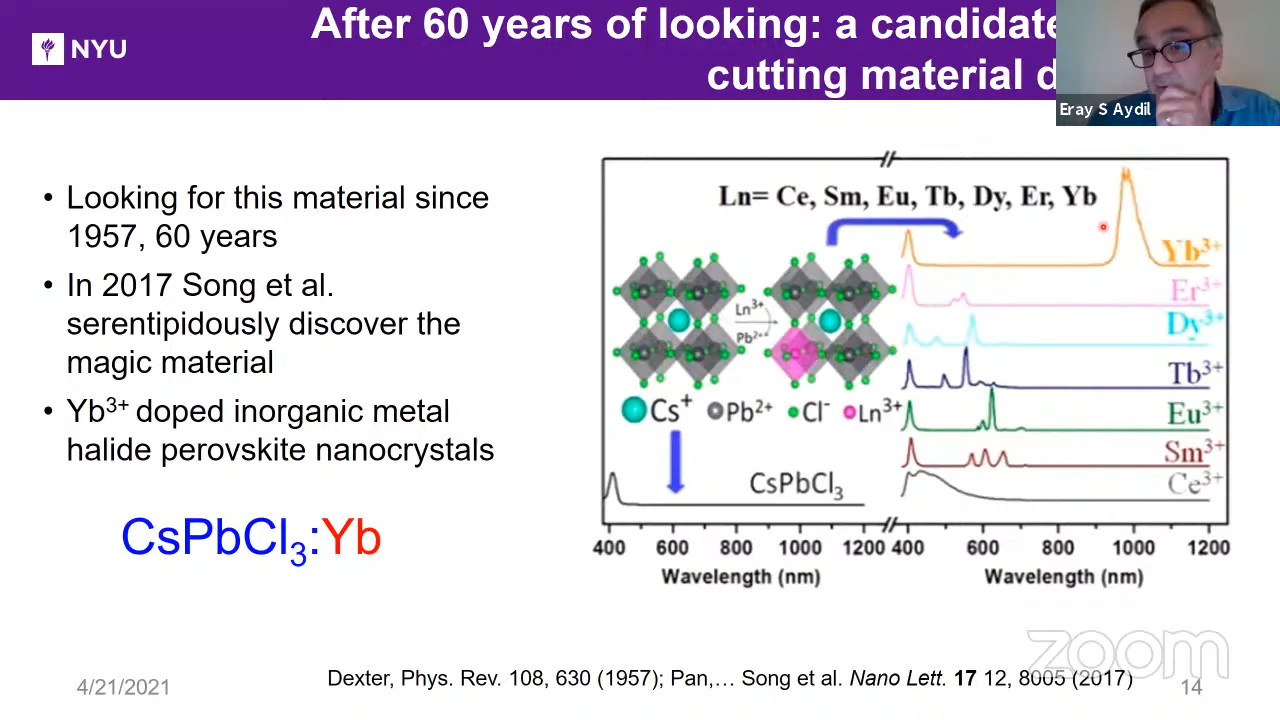 After 60 years of looking: a candidate
cutting material d
NYU
Eray S Aydil
• Looking for this material since
1957, 60 years
• In 2017 Song et al.
serentipidously discover the
magic material
• Yb³⁺ doped inorganic metal
halide perovskite nanocrystals
CsPbCl₃:Yb
Ln= Ce, Sm, Eu, Tb, Dy, Er, Yb
Yb³⁺
Er³⁺
Dy³⁺
Tb³⁺
Eu³⁺
Sm³⁺
Ce³⁺
Ln³⁺
Pb²⁺
Cs⁺ Pb²⁺ Cl⁻ Ln³⁺
CsPbCl₃
400 600 800 1000 1200 400 600 800 1000 1200
Wavelength (nm) Wavelength (nm)
zoom
4/21/2021
Dexter, Phys. Rev. 108, 630 (1957); Pan,… Song et al. Nano Lett. 17 12, 8005 (2017)
14